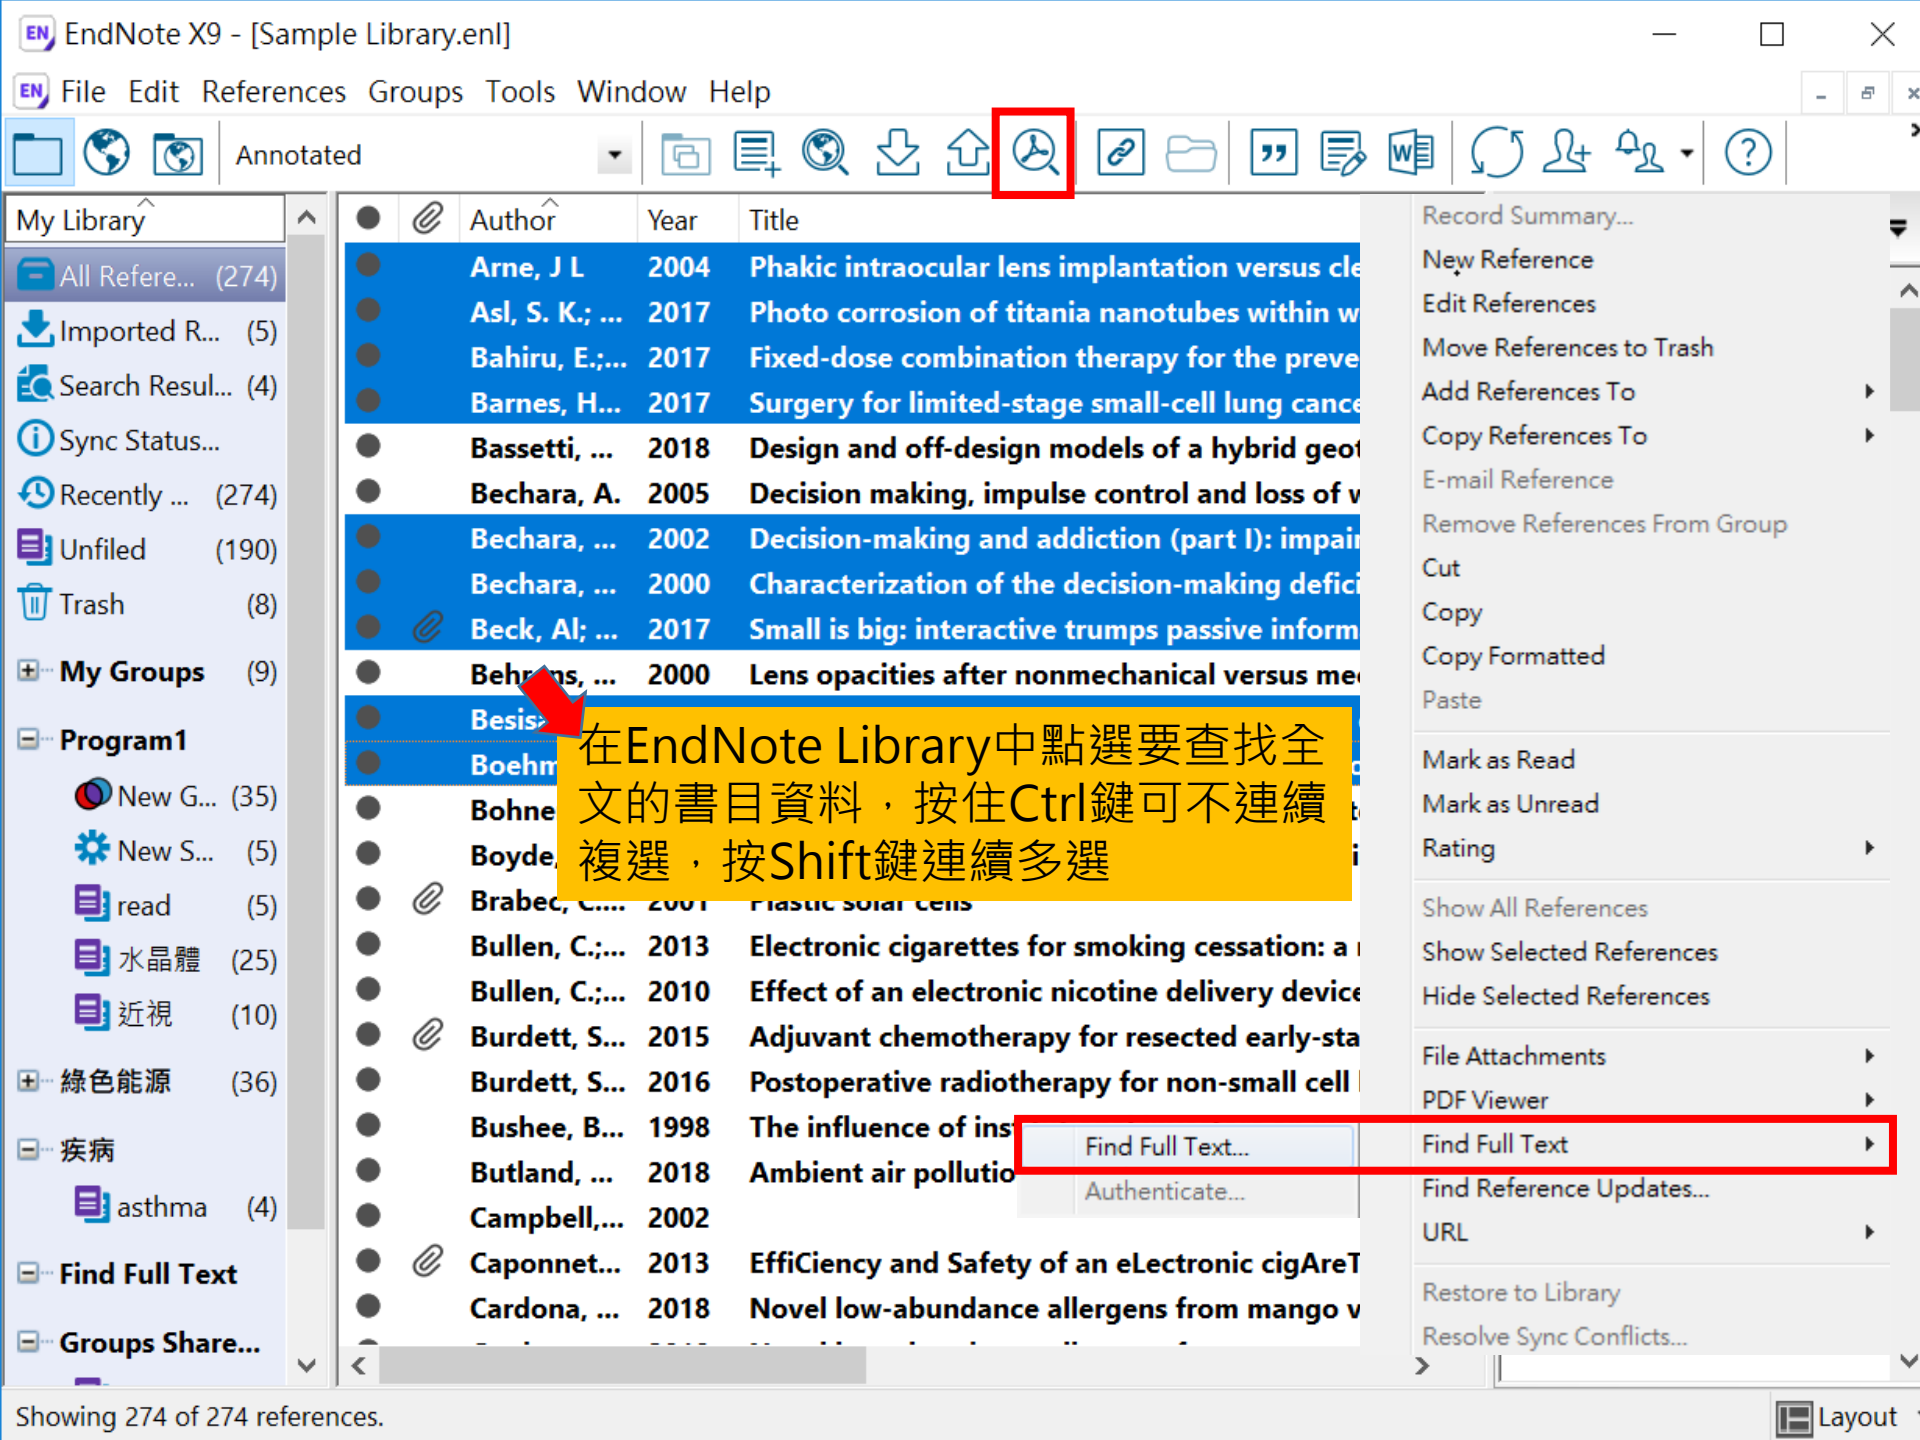 EndNote X9 - [Sample Library.enl]
File Edit References Groups Tools Window Help
Annotated
My Library
All Refere... (274)
Imported R... (5)
Search Resul... (4)
Sync Status...
Recently ... (274)
Unfiled (190)
Trash (8)
My Groups (9)
Program1
New G... (35)
New S... (5)
read (5)
水晶體 (25)
近視 (10)
綠色能源 (36)
疾病
asthma (4)
Find Full Text
Groups Share...
Author Year Title
Arne, J L 2004 Phakic intraocular lens implantation versus cle
Asl, S. K.; ... 2017 Photo corrosion of titania nanotubes within w
Bahiru, E.;... 2017 Fixed-dose combination therapy for the preve
Barnes, H... 2017 Surgery for limited-stage small-cell lung cance
Bassetti, ... 2018 Design and off-design models of a hybrid geot
Bechara, A. 2005 Decision making, impulse control and loss of w
Bechara, ... 2002 Decision-making and addiction (part I): impair
Bechara, ... 2000 Characterization of the decision-making defici
Beck, Al; ... 2017 Small is big: interactive trumps passive inform
Behrens, ... 2000 Lens opacities after nonmechanical versus me
Besis
Boehm
Bohne
Boyde,
Brabec, C.... 2001 Plastic solar cells
Bullen, C.;... 2013 Electronic cigarettes for smoking cessation: a
Bullen, C.;... 2010 Effect of an electronic nicotine delivery device
Burdett, S... 2015 Adjuvant chemotherapy for resected early-sta
Burdett, S... 2016 Postoperative radiotherapy for non-small cell
Bushee, B... 1998 The influence of ins
Butland, ... 2018 Ambient air pollutio
Campbell,... 2002
Caponnet... 2013 EffiCiency and Safety of an eLectronic cigAreT
Cardona, ... 2018 Novel low-abundance allergens from mango v
在EndNote Library中點選要查找全
文的書目資料，按住Ctrl鍵可不連續
複選，按Shift鍵連續多選
Record Summary...
New Reference
Edit References
Move References to Trash
Add References To
Copy References To
E-mail Reference
Remove References From Group
Cut
Copy
Copy Formatted
Paste
Mark as Read
Mark as Unread
Rating
Show All References
Show Selected References
Hide Selected References
File Attachments
PDF Viewer
Find Full Text
Find Full Text...
Authenticate...
Find Reference Updates...
URL
Restore to Library
Resolve Sync Conflicts...
Showing 274 of 274 references.
Layout